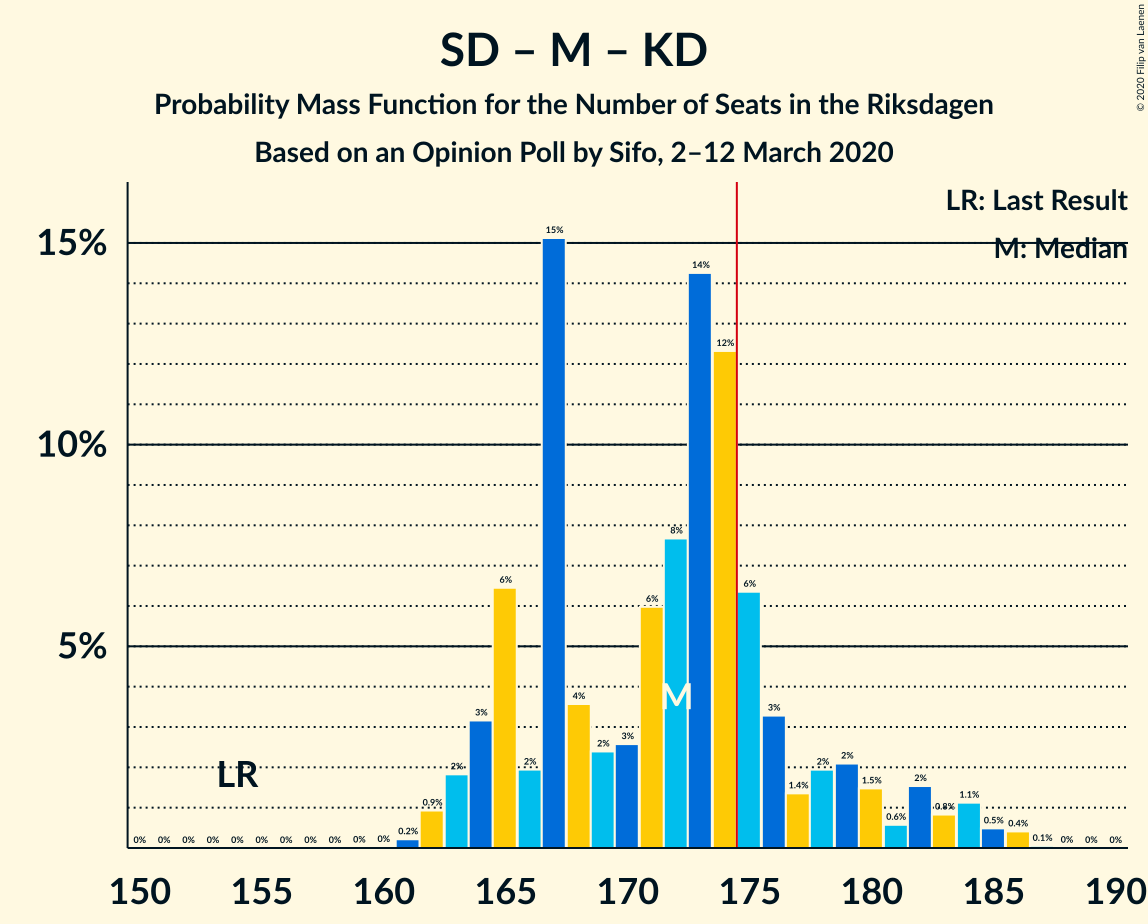 SD – M – KD
Probability Mass Function for the Number of Seats in the Riksdagen
Based on an Opinion Poll by Sifo, 2–12 March 2020
© 2020 Filip van Laenen
LR: Last Result
M: Median
15%
10%
5%
0% 0% 0% 0% 0% 0% 0% 0% 0% 0% 0% 0.2% 0.9% 2% 3% 6% 2% 15% 4% 2% 3% 6% 8% 14% 12% 6% 3% 1.4% 2% 2% 1.5% 0.6% 2% 0.8% 1.1% 0.5% 0.4% 0.1% 0% 0% 0%
LR
M
150 155 160 165 170 175 180 185 190